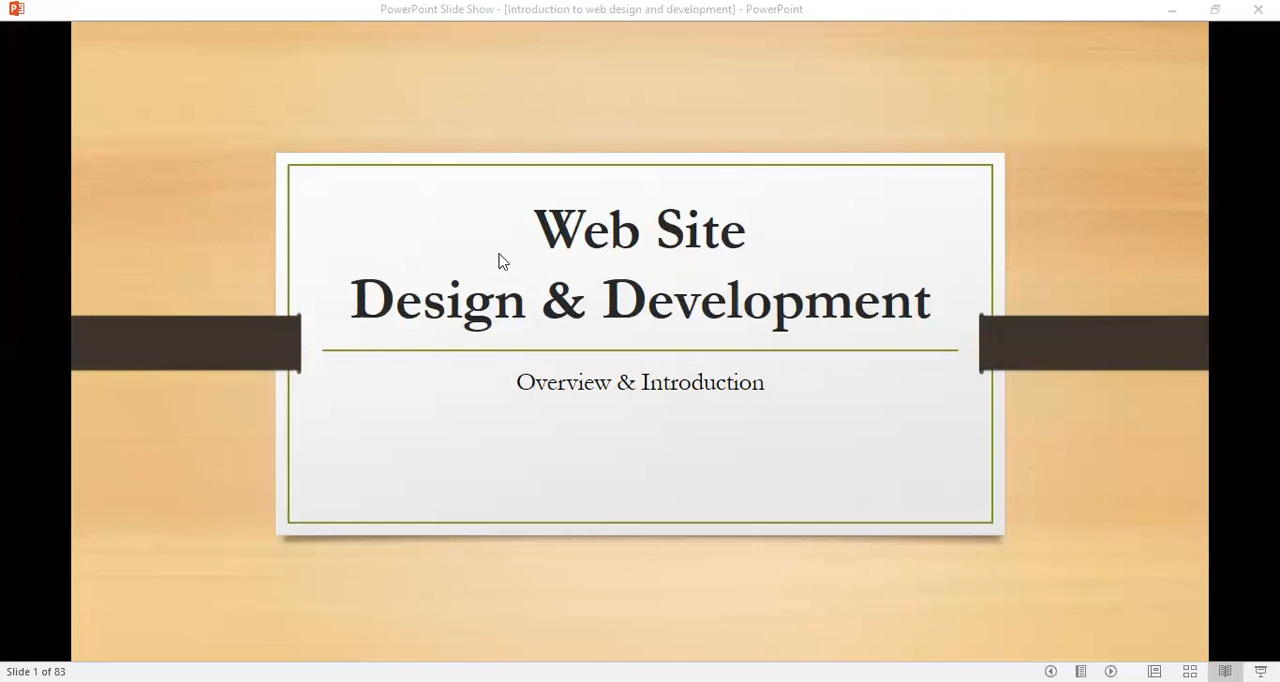 PowerPoint Slide Show - [Introduction to web design and development] - PowerPoint
Web Site
Design & Development
Overview & Introduction
Slide 1 of 83